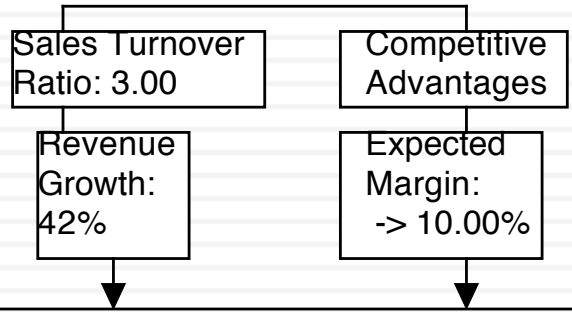 Sales Turnover
Ratio: 3.00
Competitive
Advantages
Revenue
Growth:
42%
Expected
Margin:
-> 10.00%